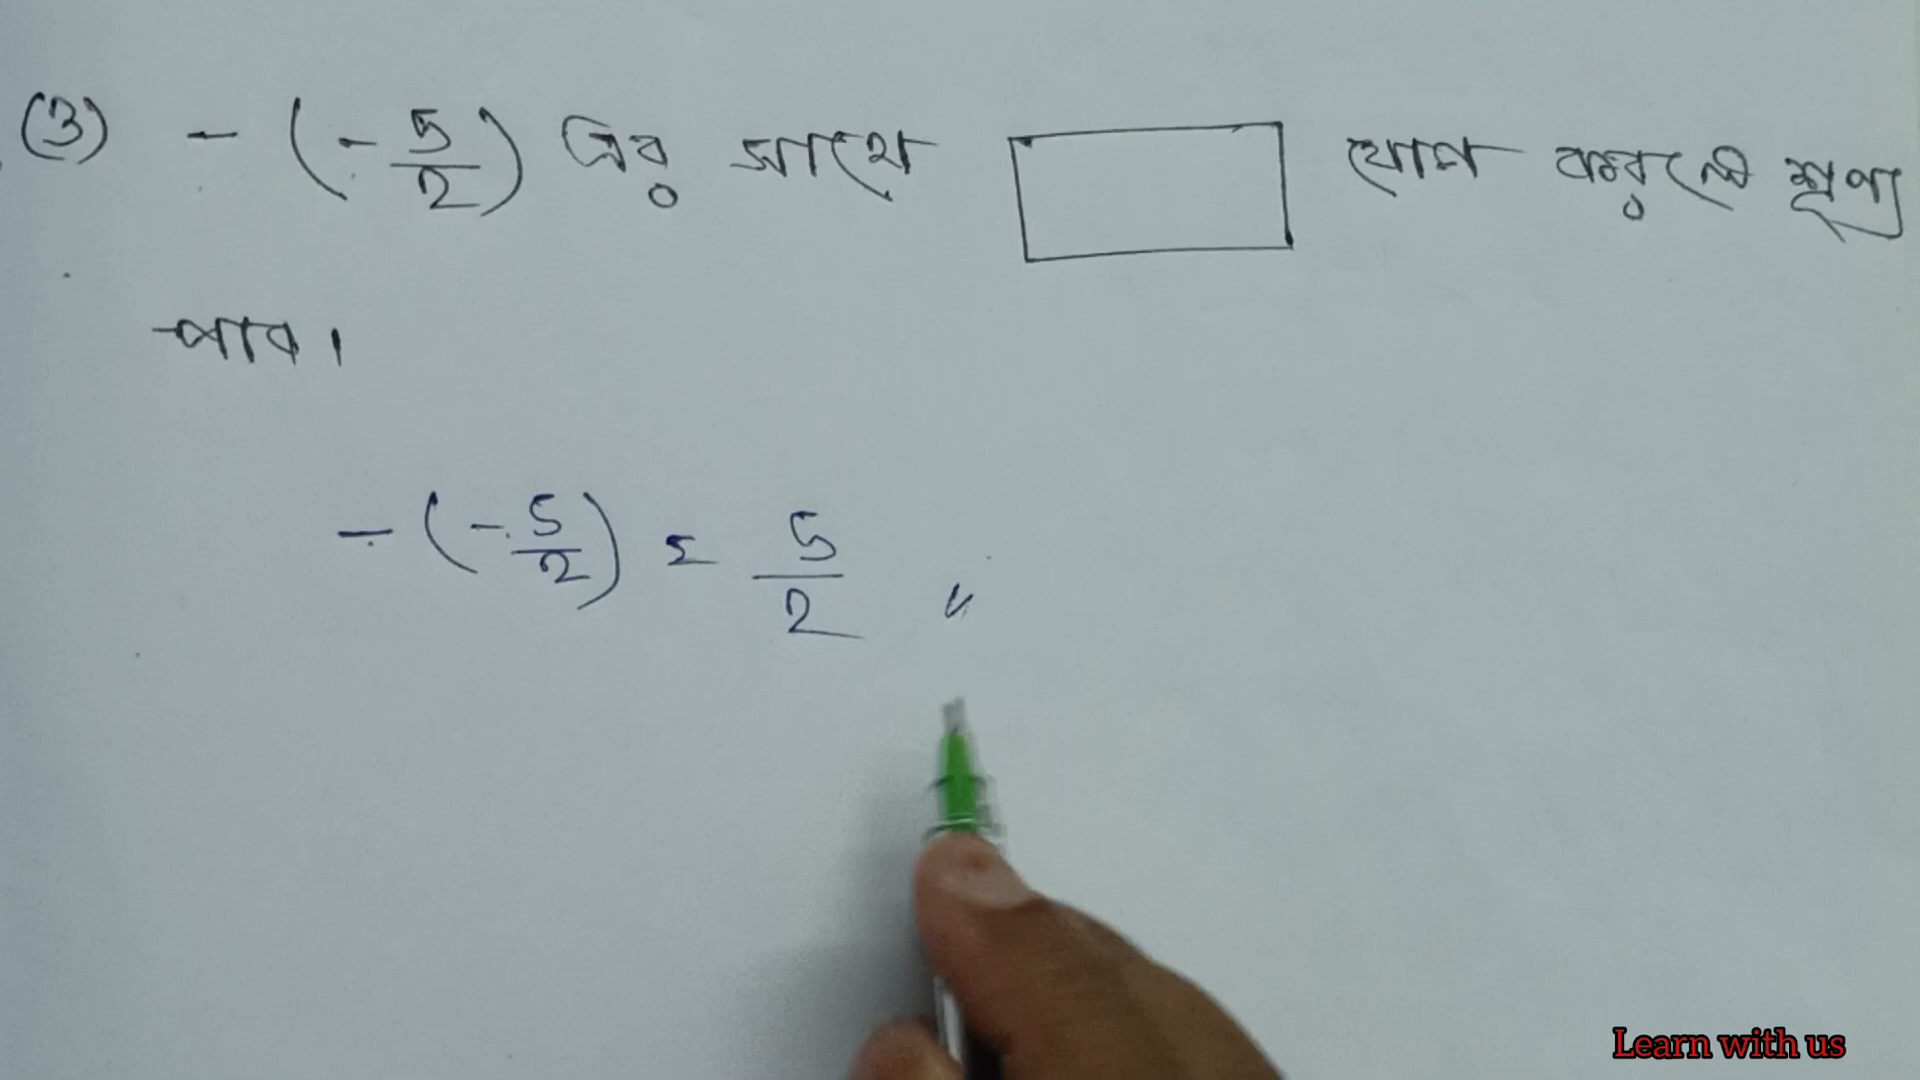 (3) - (-5/2) এর সাথে যোগ করলে শূণ্য
পাব।
- (-5/2) = 5/2 "
Learn with us